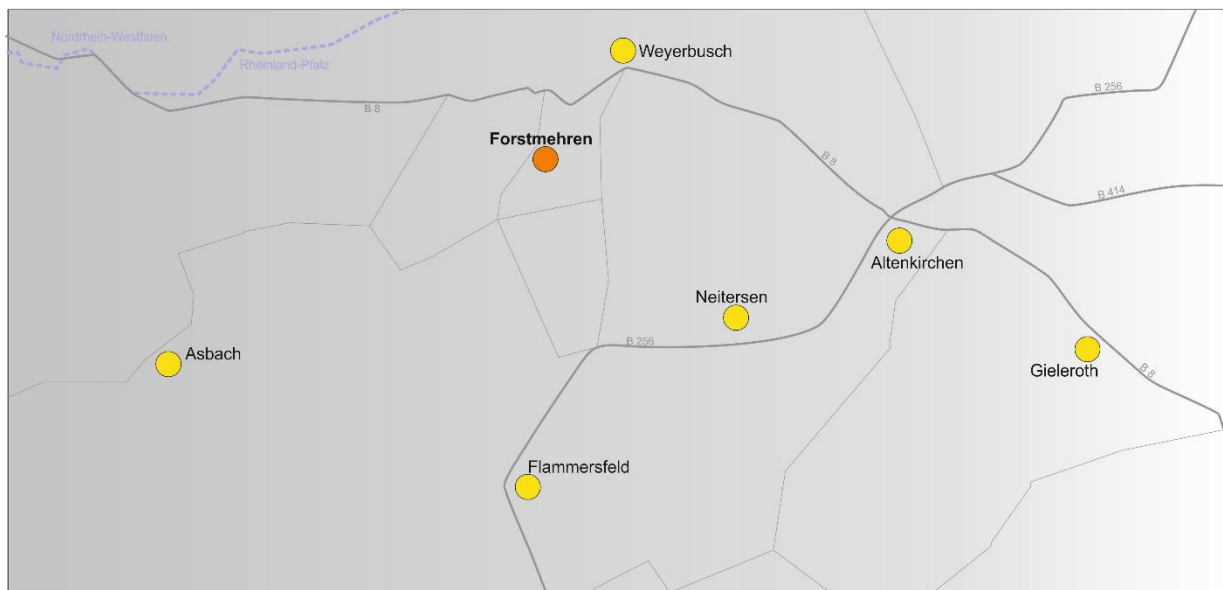 Nordrhein-Westfalen
Weyerbusch
Rheinland-Pfalz
B 256
B 8
Forstmehren
B 8
B 414
Altenkirchen
Neitersen
B 256
Asbach
Gieleroth
B 8
Flammersfeld